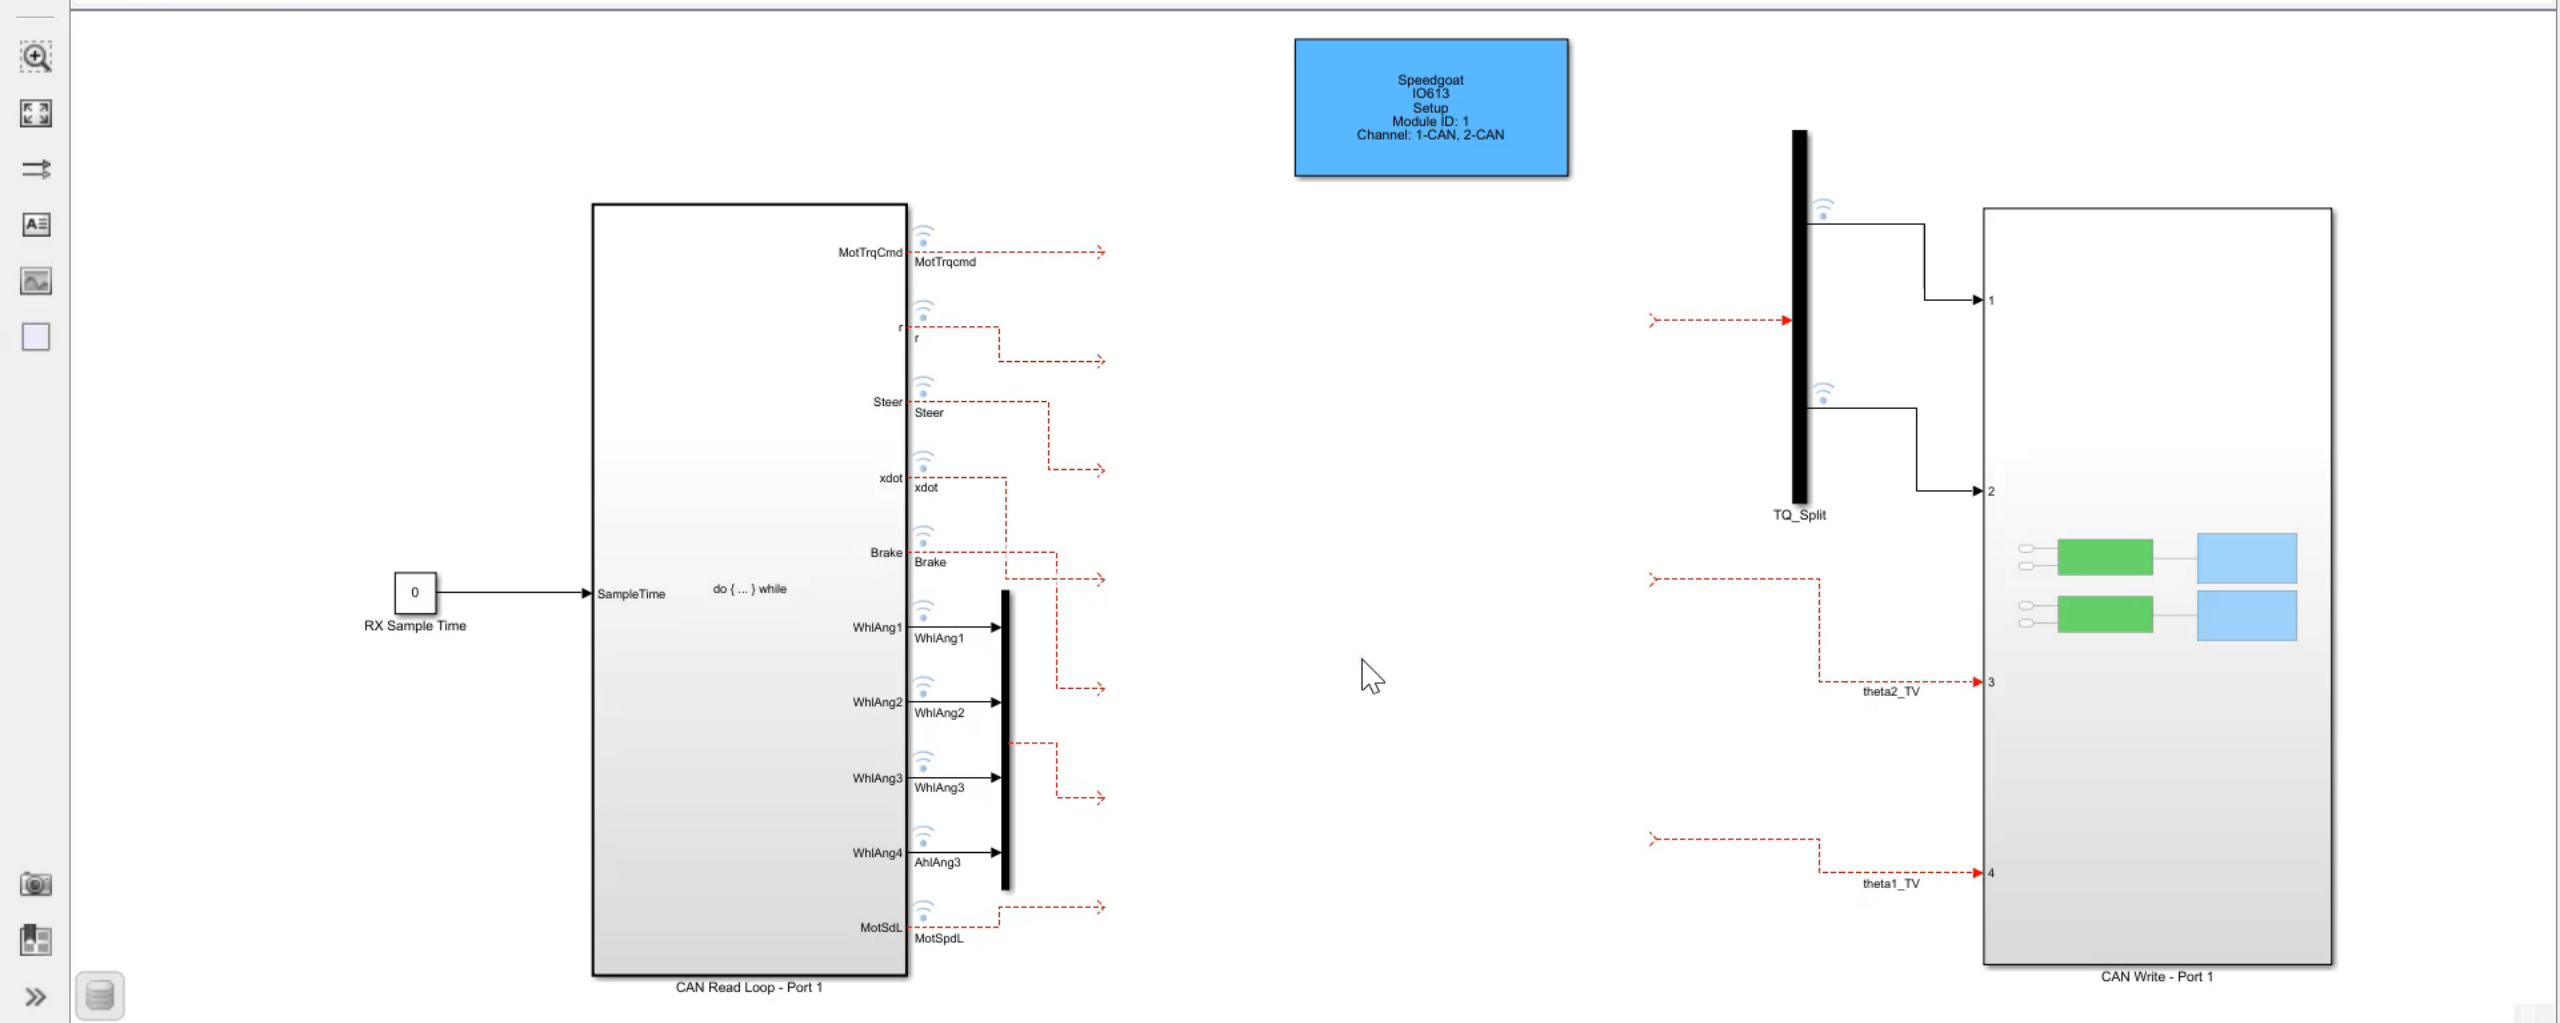 Speedgoat
IO613
Setup
Module ID: 1
Channel: 1-CAN, 2-CAN
0
RX Sample Time
SampleTime
do { ... } while
MotTrqCmd
MotTrqcmd
r
r
Steer
Steer
xdot
xdot
Brake
Brake
WhlAng1
WhlAng1
WhlAng2
WhlAng2
WhlAng3
WhlAng3
WhlAng4
AhlAng3
MotSdL
MotSpdL
CAN Read Loop - Port 1
TQ_Split
1
2
theta2_TV
3
theta1_TV
4
CAN Write - Port 1